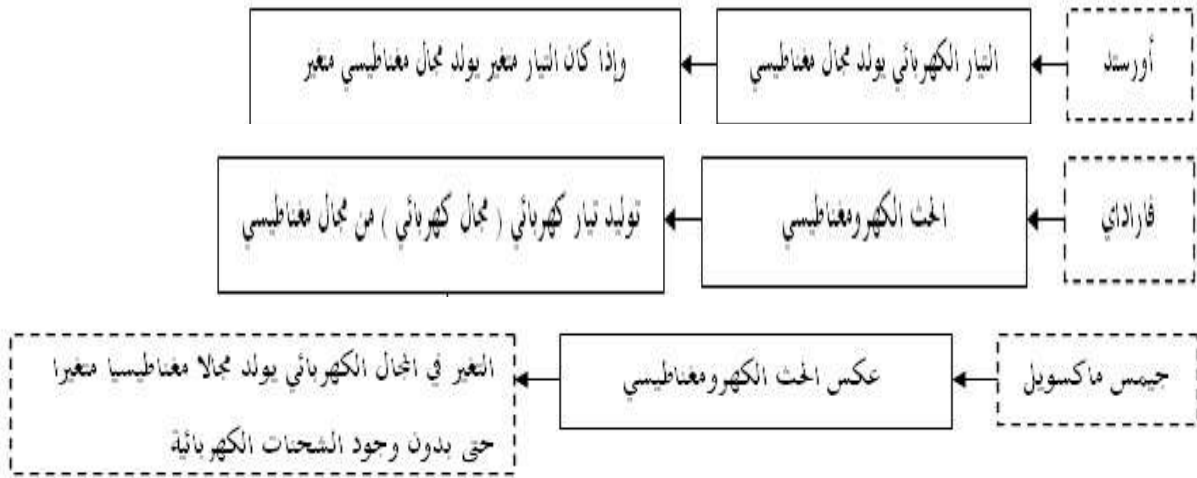 أورستد
التيار الكهربائي يولد مجال مغناطيسي
وإذا كان التيار متغير يولد مجال مغناطيسي متغير
فاراداي
الحث الكهرومغناطيسي
توليد تيار كهربائي ( مجال كهربائي ) من مجال مغناطيسي
جيمس ماكسويل
عكس الحث الكهرومغناطيسي
التغير في المجال الكهربائي يولد مجالا مغناطيسيا متغيرا
حتى بدون وجود الشحنات الكهربائية